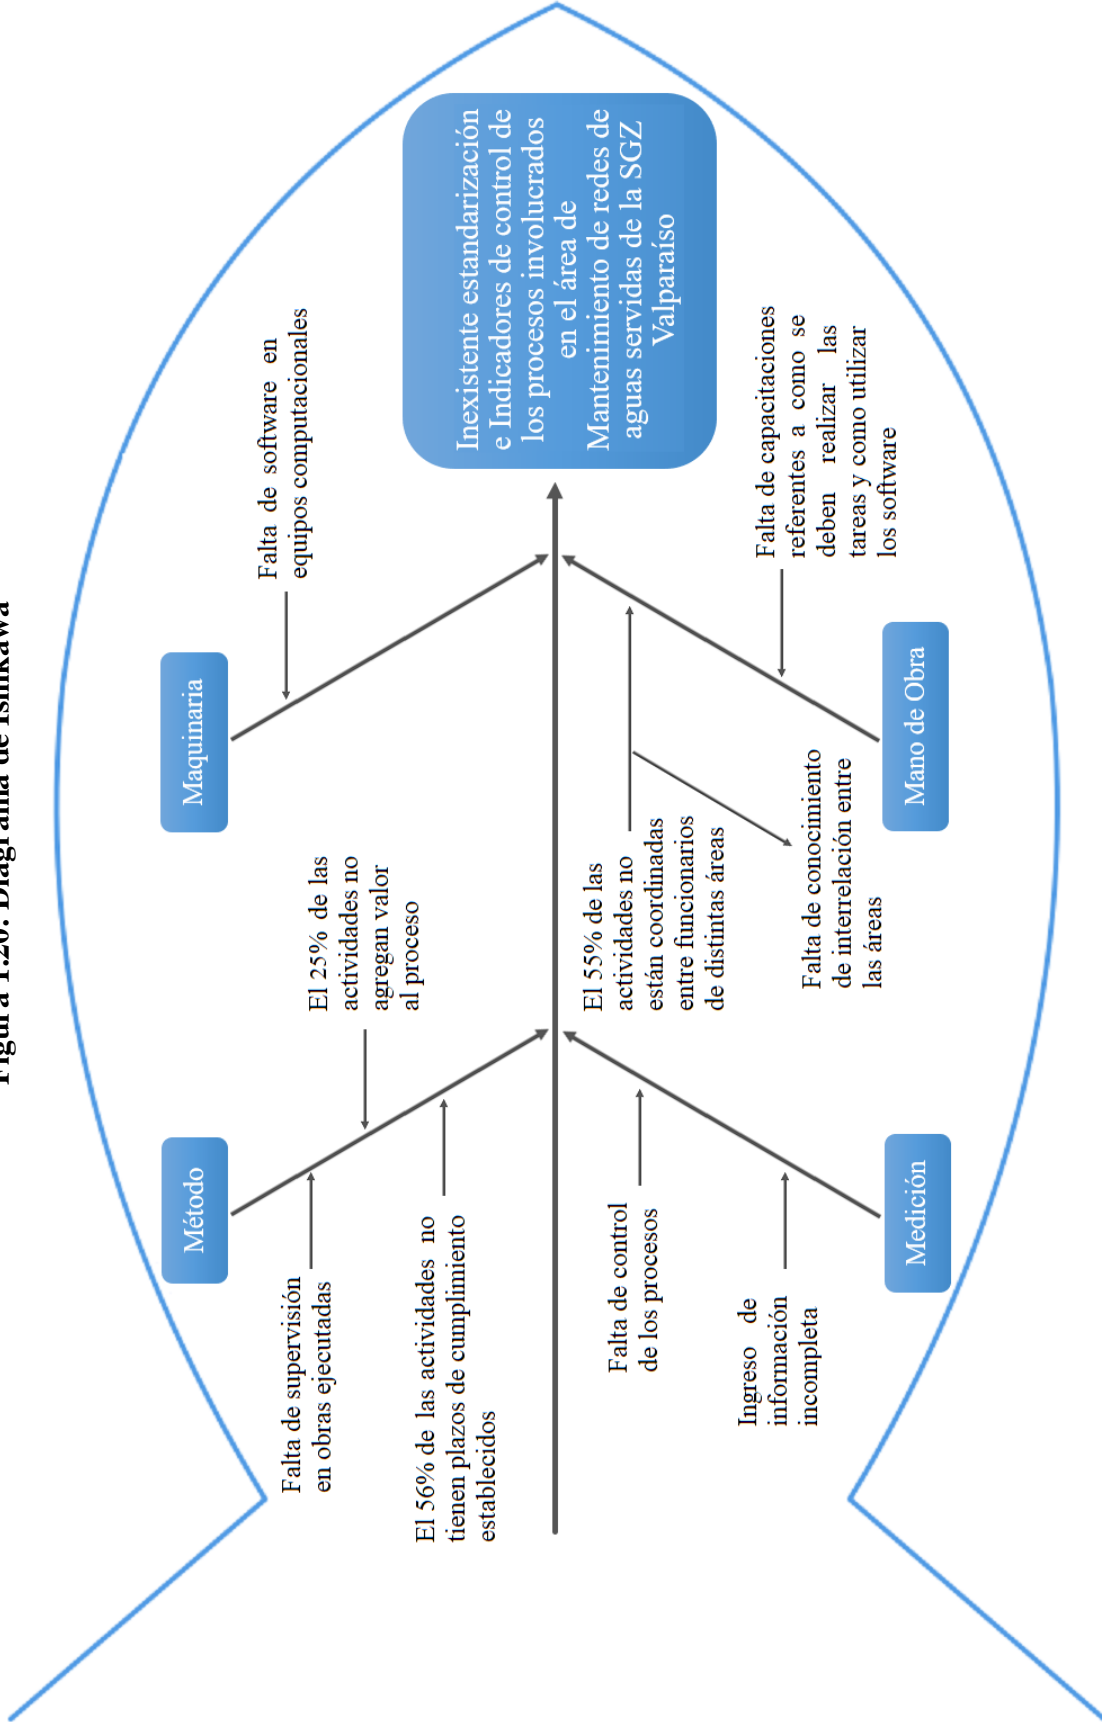 Figura 1.20: Diagrama de Ishikawa
Método
Maquinaria
Falta de supervisión
en obras ejecutadas
El 25% de las
actividades no
agregan valor
al proceso
El 56% de las actividades no
tienen plazos de cumplimiento
establecidos
Falta de software en
equipos computacionales
Inexistente estandarización
e Indicadores de control de
los procesos involucrados
en el área de
Mantenimiento de redes de
aguas servidas de la SGZ
Valparaíso
Falta de control
de los procesos
Ingreso de
información
incompleta
El 55% de las
actividades no
están coordinadas
entre funcionarios
de distintas áreas
Falta de conocimiento
de interrelación entre
las áreas
Falta de capacitaciones
referentes a como se
deben realizar las
tareas y como utilizar
los software
Medición
Mano de Obra